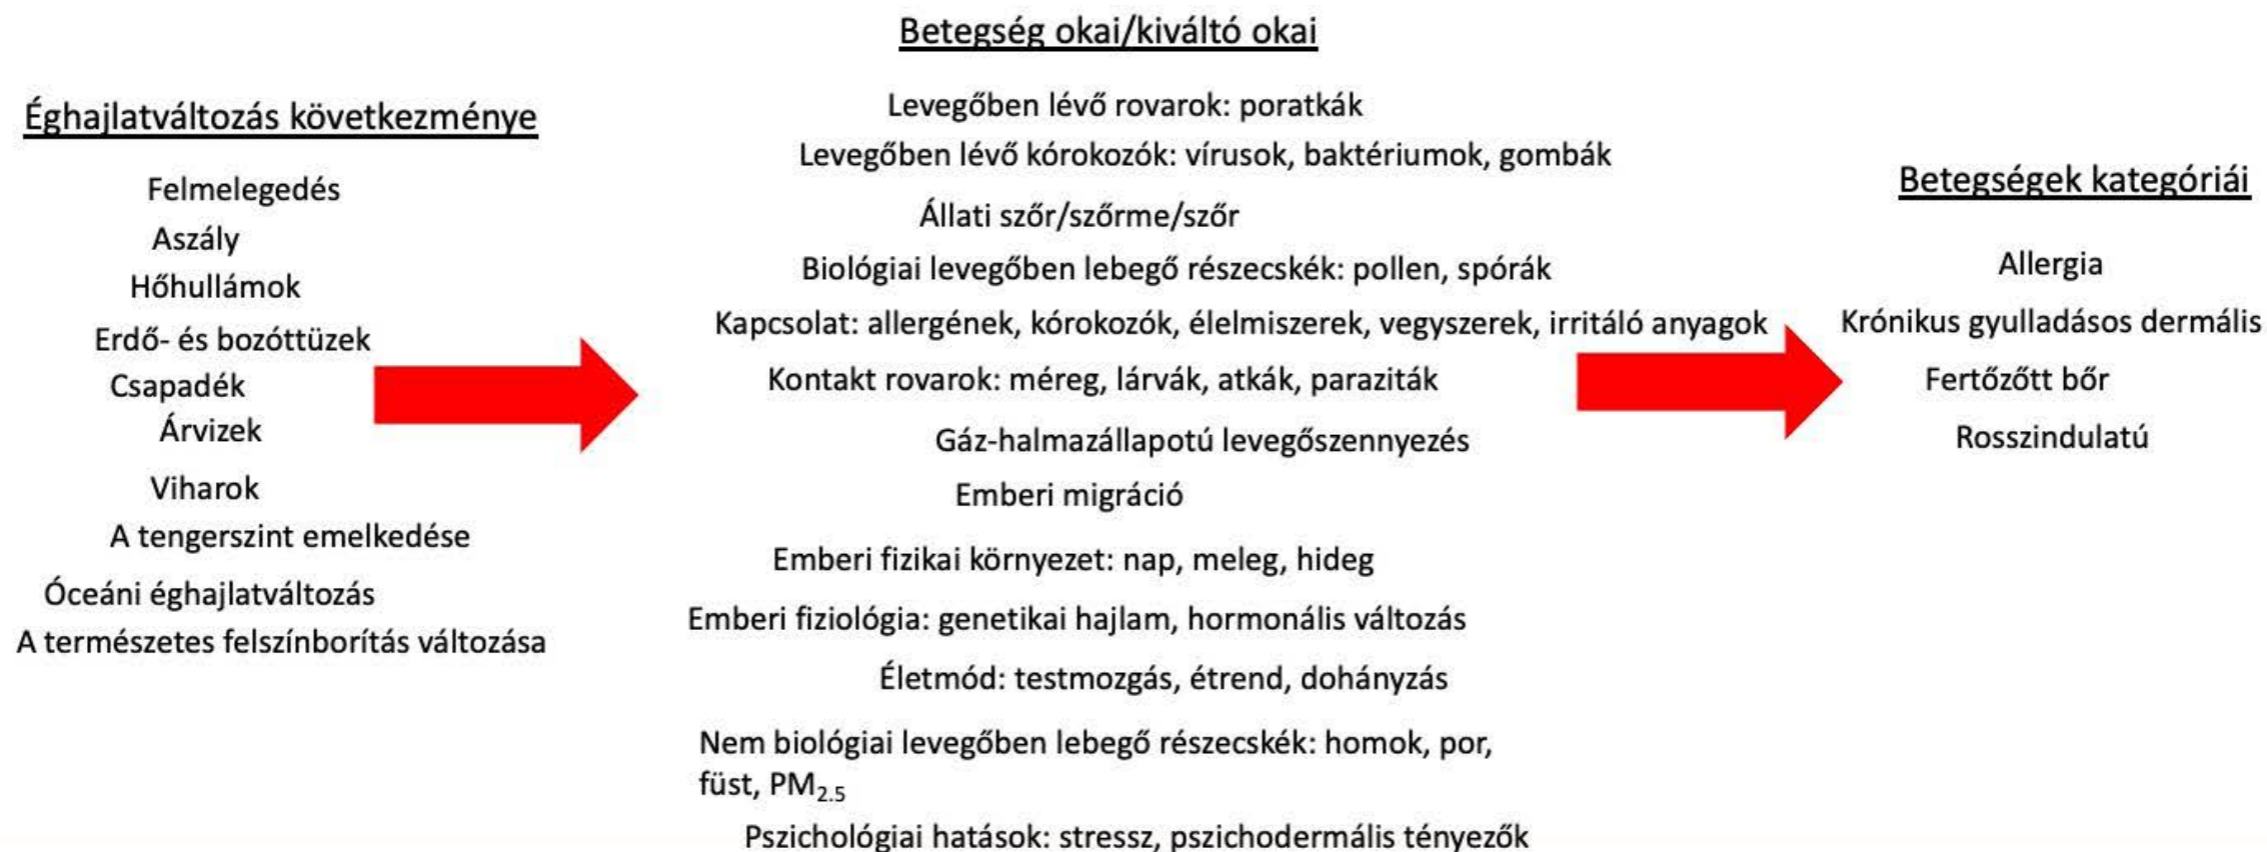 Betegség okai/kiváltó okai
Éghajlatváltozás következménye
Felmelegedés
Aszály
Hőhullámok
Erdő- és bozóttüzek
Csapadék
Árvizek
Viharok
A tengerszint emelkedése
Óceáni éghajlatváltozás
A természetes felszínborítás változása
Levegőben lévő rovarok: poratkák
Levegőben lévő kórokozók: vírusok, baktériumok, gombák
Állati szőr/szőrme/szőr
Biológiai levegőben lebegő részecskék: pollen, spórák
Kapcsolat: allergének, kórokozók, élelmiszerek, vegyszerek, irritáló anyagok
Kontakt rovarok: méreg, lárvák, atkák, paraziták
Gáz-halmazállapotú levegőszennyezés
Emberi migráció
Emberi fizikai környezet: nap, meleg, hideg
Emberi fiziológia: genetikai hajlam, hormonális változás
Életmód: testmozgás, étrend, dohányzás
Nem biológiai levegőben lebegő részecskék: homok, por,
füst, PM2.5
Pszichológiai hatások: stressz, pszichodermális tényezők
Betegségek kategóriái
Allergia
Krónikus gyulladásos dermális
Fertőzőtt bőr
Rosszindulatú